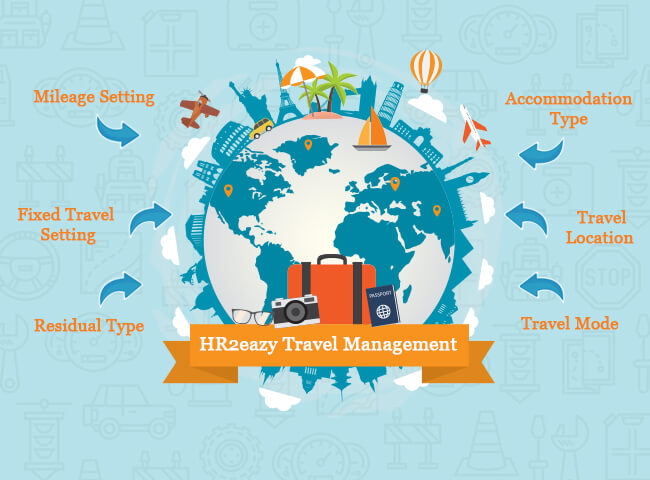 Mileage Setting
Accommodation
Type
Fixed Travel
Setting
Travel
Location
Residual Type
Travel Mode
PASSPORT
HR2eazy Travel Management
STOP